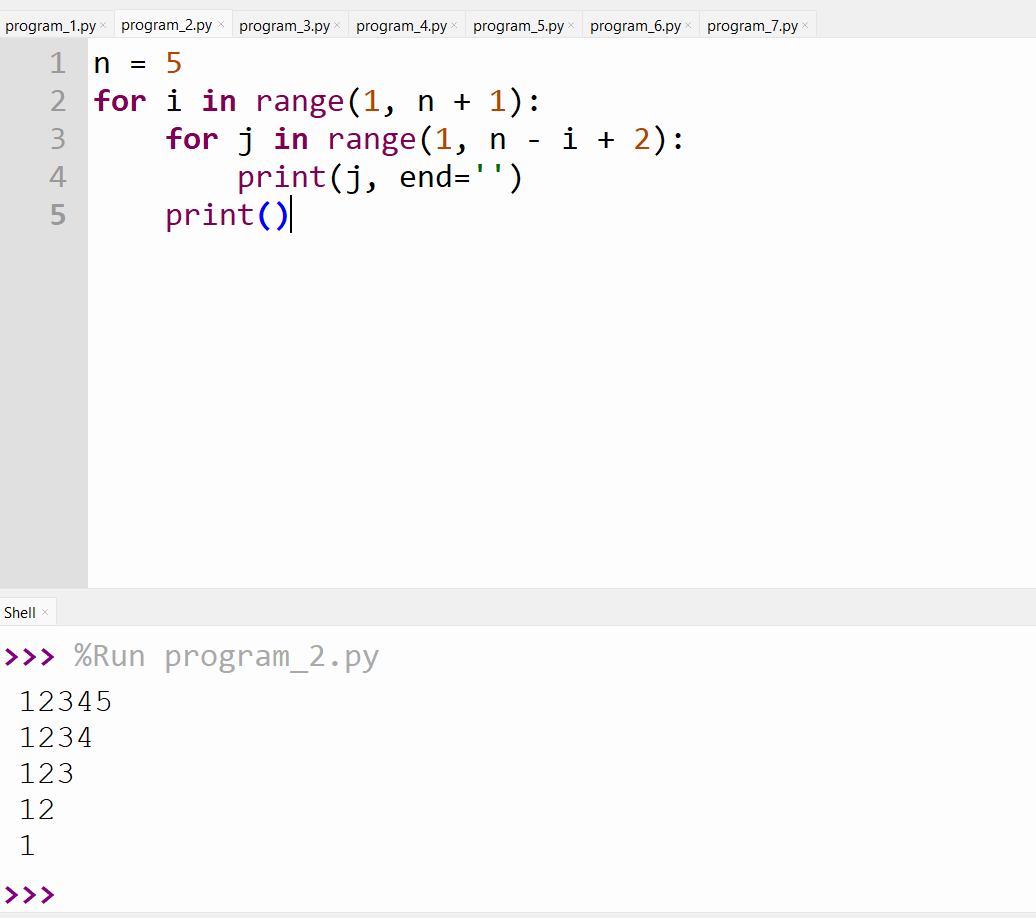 program_1.py × program_2.py × program_3.py × program_4.py × program_5.py × program_6.py × program_7.py ×
1 n = 5
2 for i in range(1, n + 1):
3     for j in range(1, n - i + 2):
4         print(j, end='')
5     print()
Shell ×
>>> %Run program_2.py
12345
1234
123
12
1
>>>